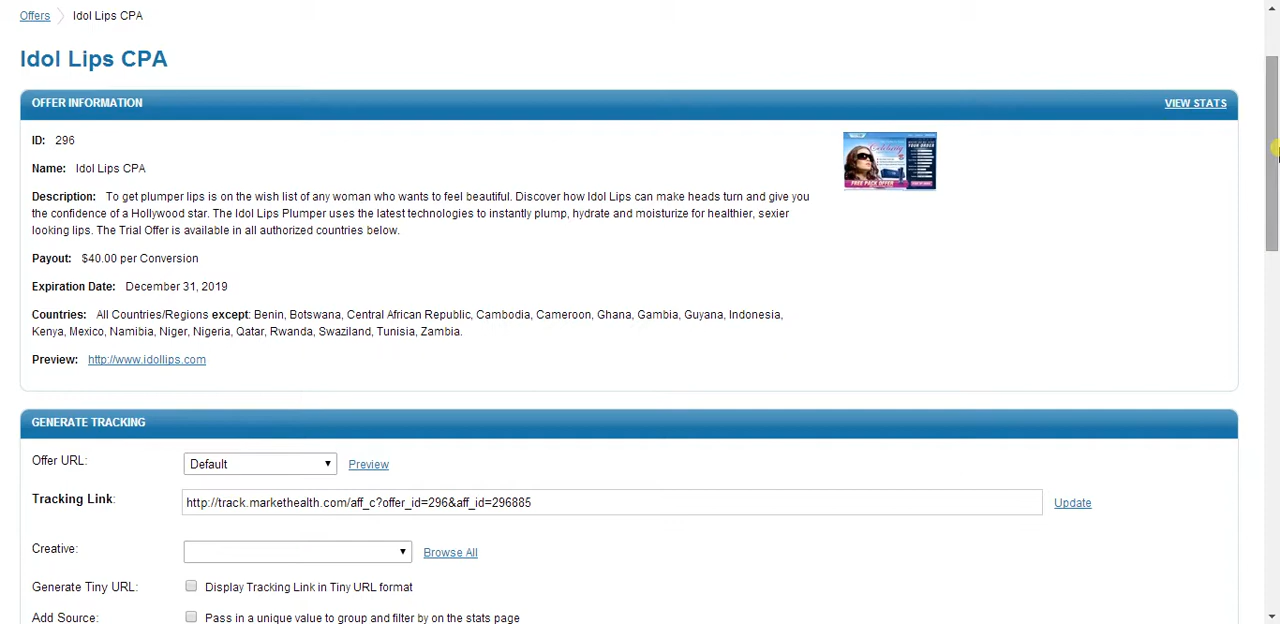 Offers Idol Lips CPA
Idol Lips CPA
OFFER INFORMATION VIEW STATS
ID: 296
Name: Idol Lips CPA
Description: To get plumper lips is on the wish list of any woman who wants to feel beautiful. Discover how Idol Lips can make heads turn and give you
the confidence of a Hollywood star. The Idol Lips Plumper uses the latest technologies to instantly plump, hydrate and moisturize for healthier, sexier
looking lips. The Trial Offer is available in all authorized countries below.
Payout: $40.00 per Conversion
Expiration Date: December 31, 2019
Countries: All Countries/Regions except: Benin, Botswana, Central African Republic, Cambodia, Cameroon, Ghana, Gambia, Guyana, Indonesia,
Kenya, Mexico, Namibia, Niger, Nigeria, Qatar, Rwanda, Swaziland, Tunisia, Zambia.
Preview: http://www.idollips.com
Celebrity
YOUR ORDER
FREE PACK OFFER
GENERATE TRACKING
Offer URL: Default Preview
Tracking Link: http://track.markethealth.com/aff_c?offer_id=296&aff_id=296885 Update
Creative: Browse All
Generate Tiny URL: Display Tracking Link in Tiny URL format
Add Source: Pass in a unique value to group and filter by on the stats page